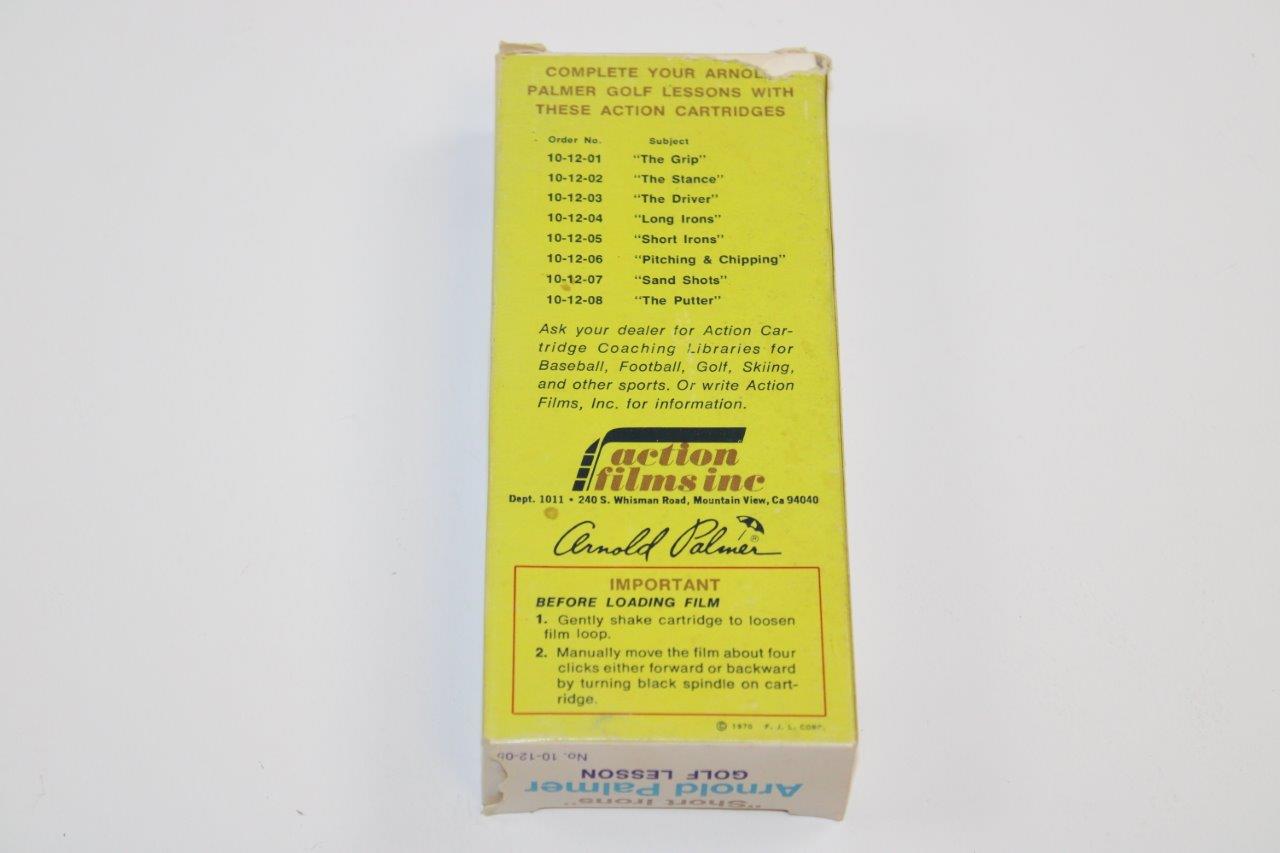 COMPLETE YOUR ARNOL
PALMER GOLF LESSONS WITH
THESE ACTION CARTRIDGES
Order No. Subject
10-12-01 "The Grip"
10-12-02 "The Stance"
10-12-03 "The Driver"
10-12-04 "Long Irons"
10-12-05 "Short Irons"
10-12-06 "Pitching & Chipping"
10-12-07 "Sand Shots"
10-12-08 "The Putter"
Ask your dealer for Action Car-
tridge Coaching Libraries for
Baseball, Football, Golf, Skiing,
and other sports. Or write Action
Films, Inc. for information.
action
films inc
Dept. 1011 • 240 S. Whisman Road, Mountain View, Ca 94040
Arnold Palmer ®
IMPORTANT
BEFORE LOADING FILM
1. Gently shake cartridge to loosen
film loop.
2. Manually move the film about four
clicks either forward or backward
by turning black spindle on cart-
ridge.
© 1970 F. J. L. CORP.
"Short Irons"
Arnold Palmer
GOLF LESSON
No. 10-12-05